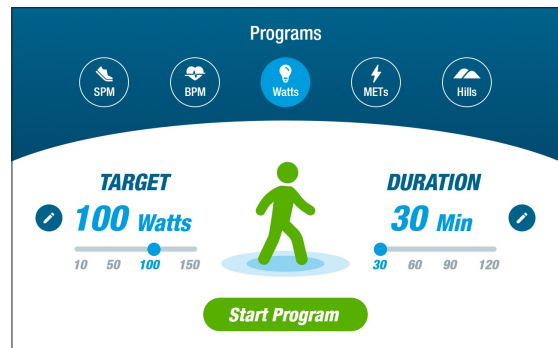 Programs
SPM BPM Watts METs Hills
TARGET DURATION
100 Watts 30 Min
10 50 100 150 30 60 90 120
Start Program